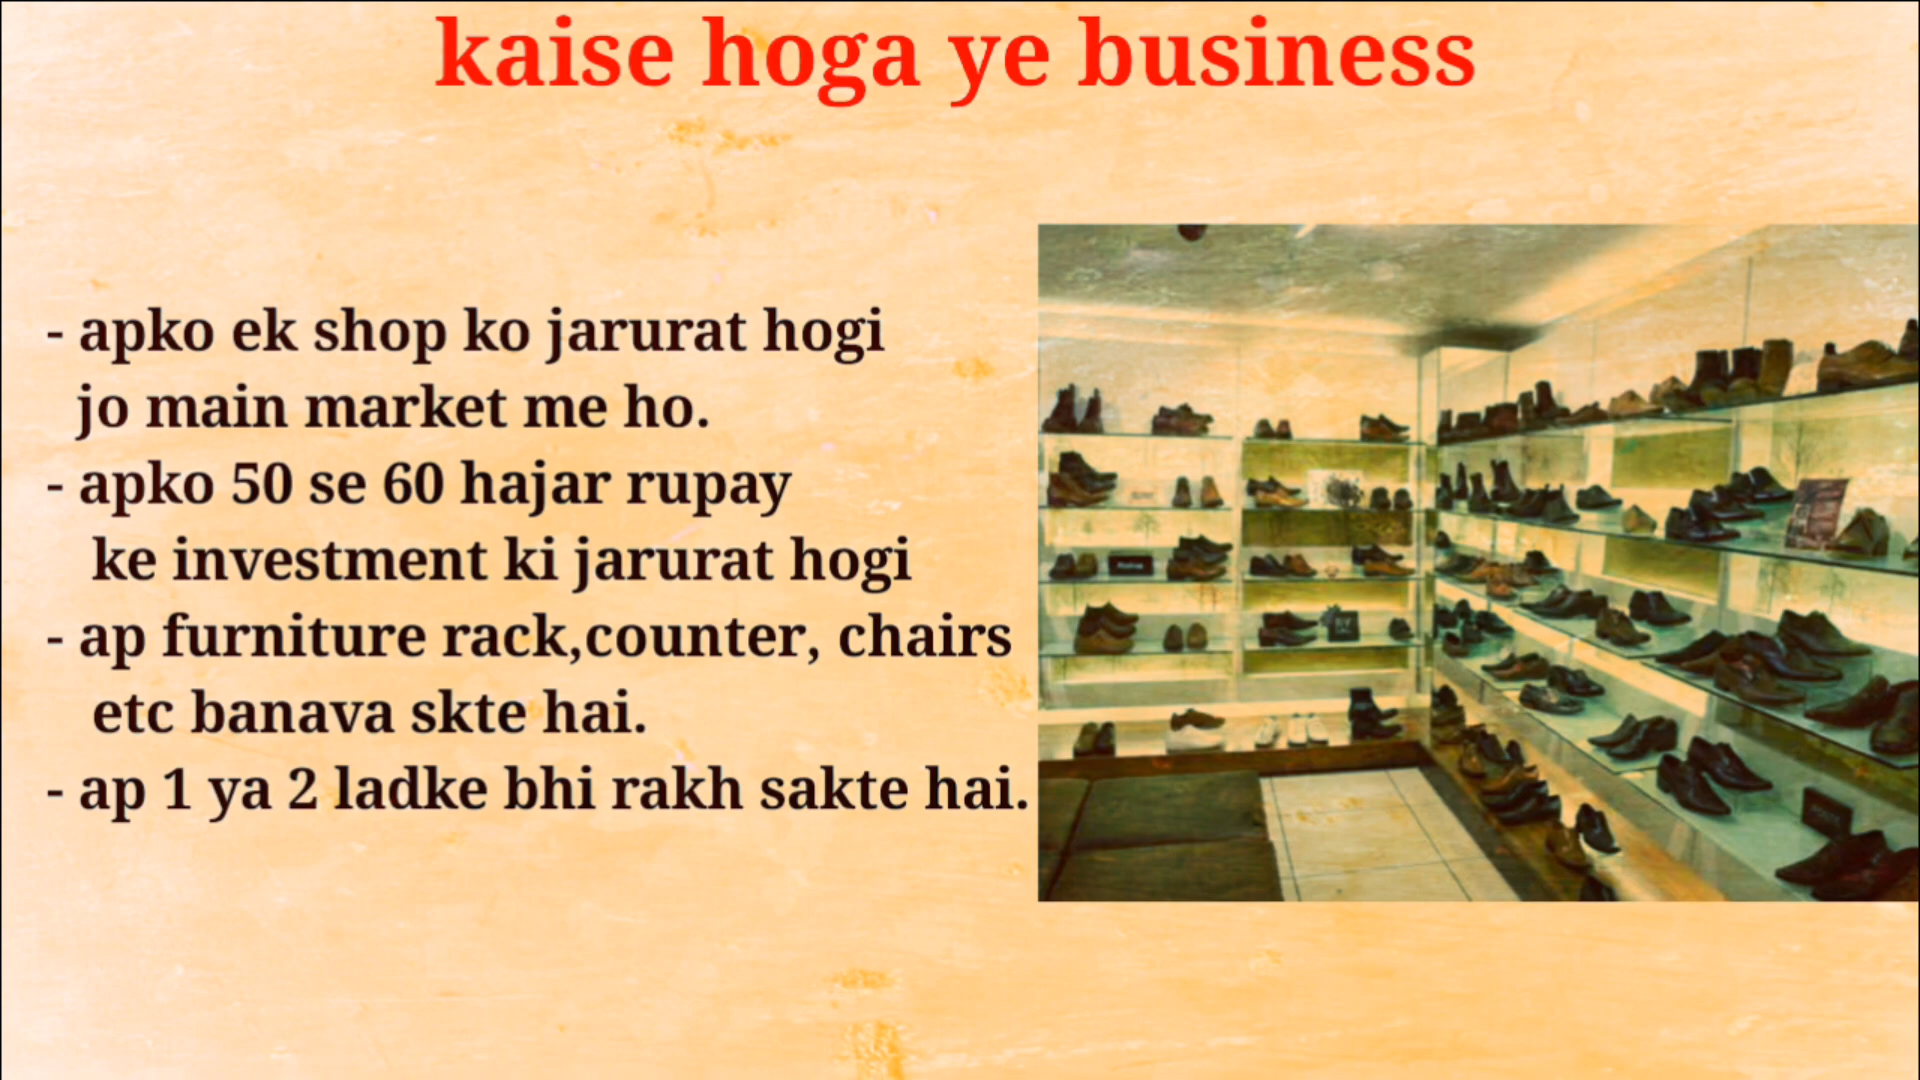 kaise hoga ye business
- apko ek shop ko jarurat hogi
jo main market me ho.
- apko 50 se 60 hajar rupay
ke investment ki jarurat hogi
- ap furniture rack,counter, chairs
etc banava skte hai.
- ap 1 ya 2 ladke bhi rakh sakte hai.